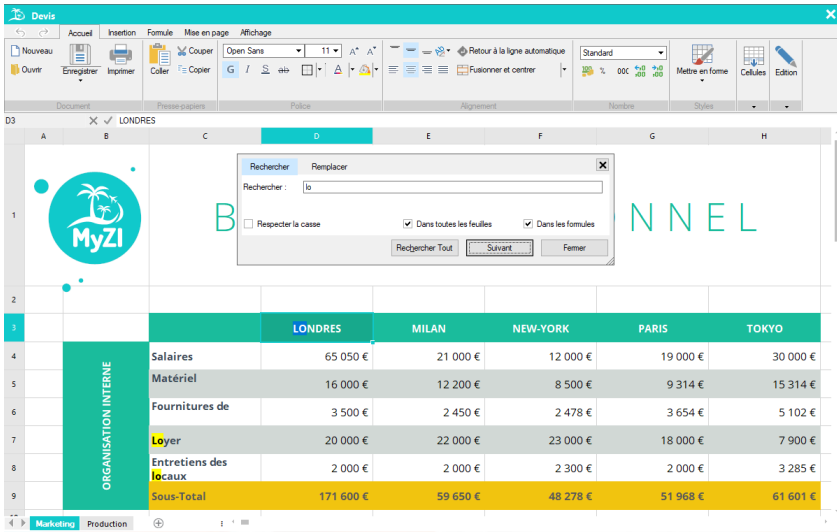 Devis
Accueil Insertion Formule Mise en page Affichage
Nouveau
Ouvrir
Enregistrer
Imprimer
Coller
Couper
Copier
Open Sans 11 A A
G I S ab A
Retour à la ligne automatique
Fusionner et centrer
Standard
% 000
Mettre en forme
Cellules
Edition
Document Presse-papiers Police Alignement Nombre Styles
D3 LONDRES
A B C D E F G H
Rechercher Remplacer
Rechercher : lo
Respecter la casse Dans toutes les feuilles Dans les formules
Rechercher Tout Suivant Fermer
1 MyZI B NNEL
2
3 LONDRES MILAN NEW-YORK PARIS TOKYO
ORGANISATION INTERNE
4 Salaires 65 050 € 21 000 € 12 000 € 19 000 € 30 000 €
5 Matériel 16 000 € 12 200 € 8 500 € 9 314 € 15 314 €
6 Fournitures de 3 500 € 2 450 € 2 478 € 3 654 € 5 102 €
7 Loyer 20 000 € 22 000 € 23 000 € 18 000 € 7 900 €
8 Entretiens des
locaux 2 000 € 2 000 € 2 300 € 2 000 € 3 285 €
9 Sous-Total 171 600 € 59 650 € 48 278 € 51 968 € 61 601 €
Marketing Production